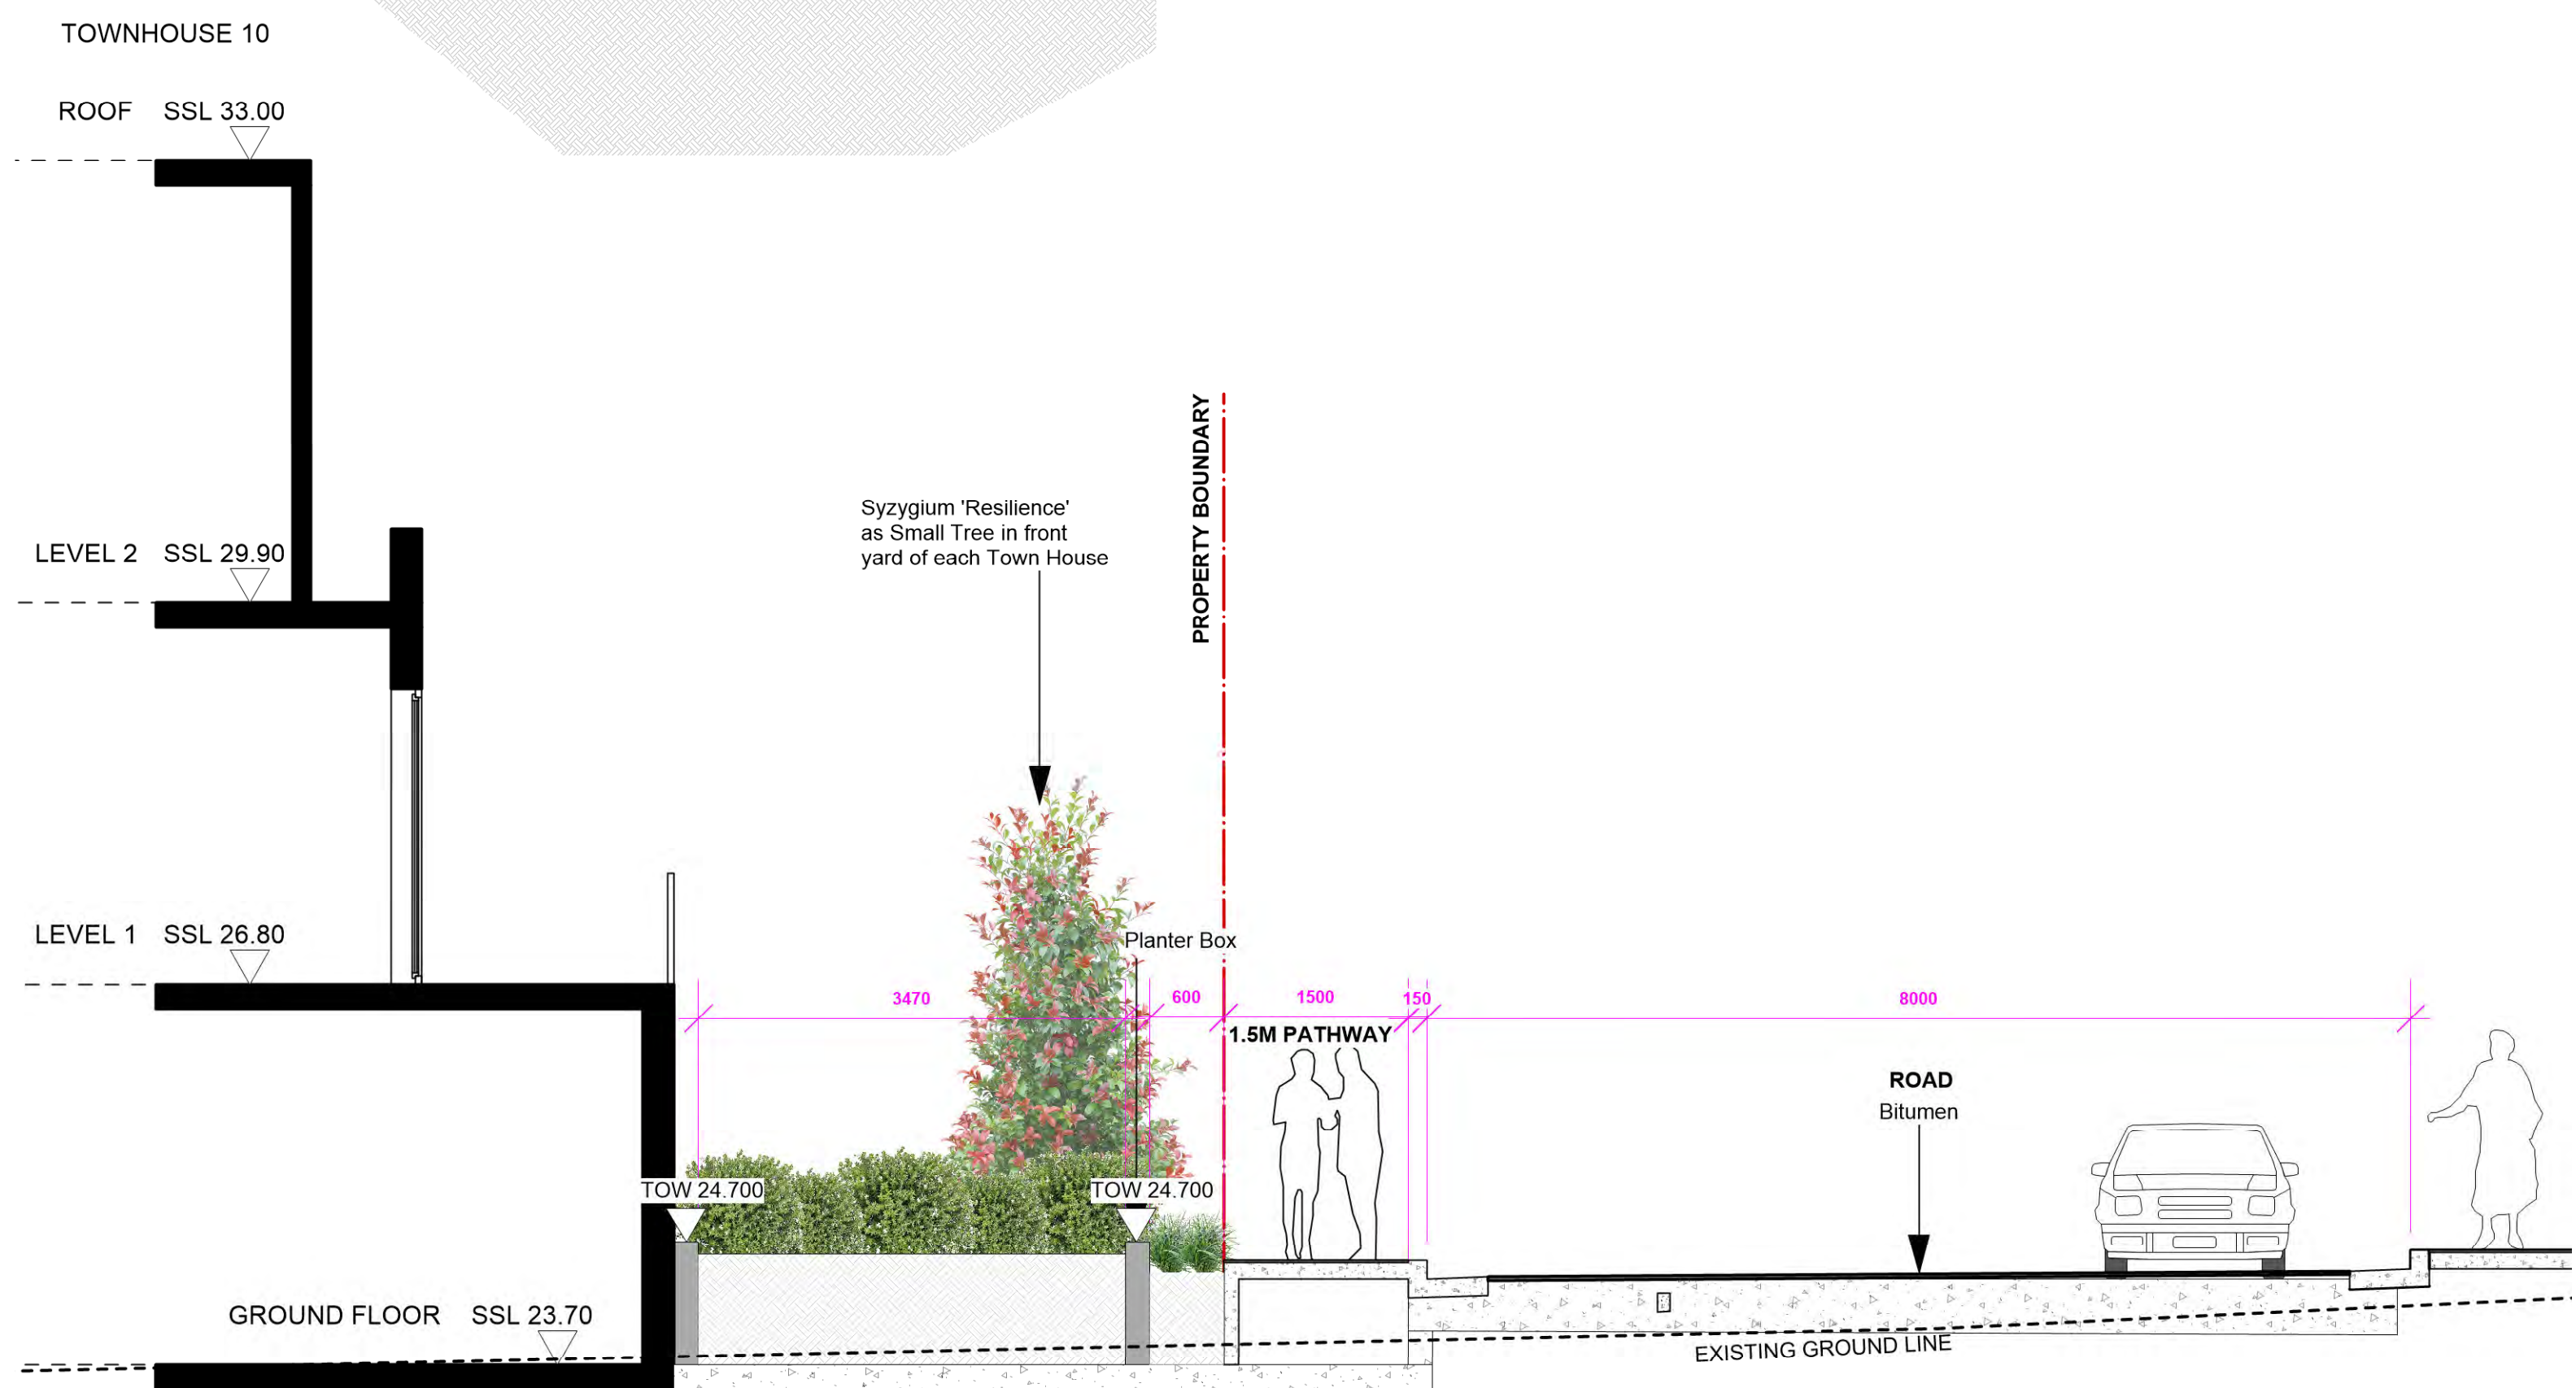 TOWNHOUSE 10
ROOF SSL 33.00
PROPERTY BOUNDARY
Syzygium 'Resilience'
as Small Tree in front
yard of each Town House
LEVEL 2 SSL 29.90
LEVEL 1 SSL 26.80
Planter Box
3470 600 1500 150 8000
1.5M PATHWAY
ROAD
Bitumen
TOW 24.700 TOW 24.700
GROUND FLOOR SSL 23.70
EXISTING GROUND LINE